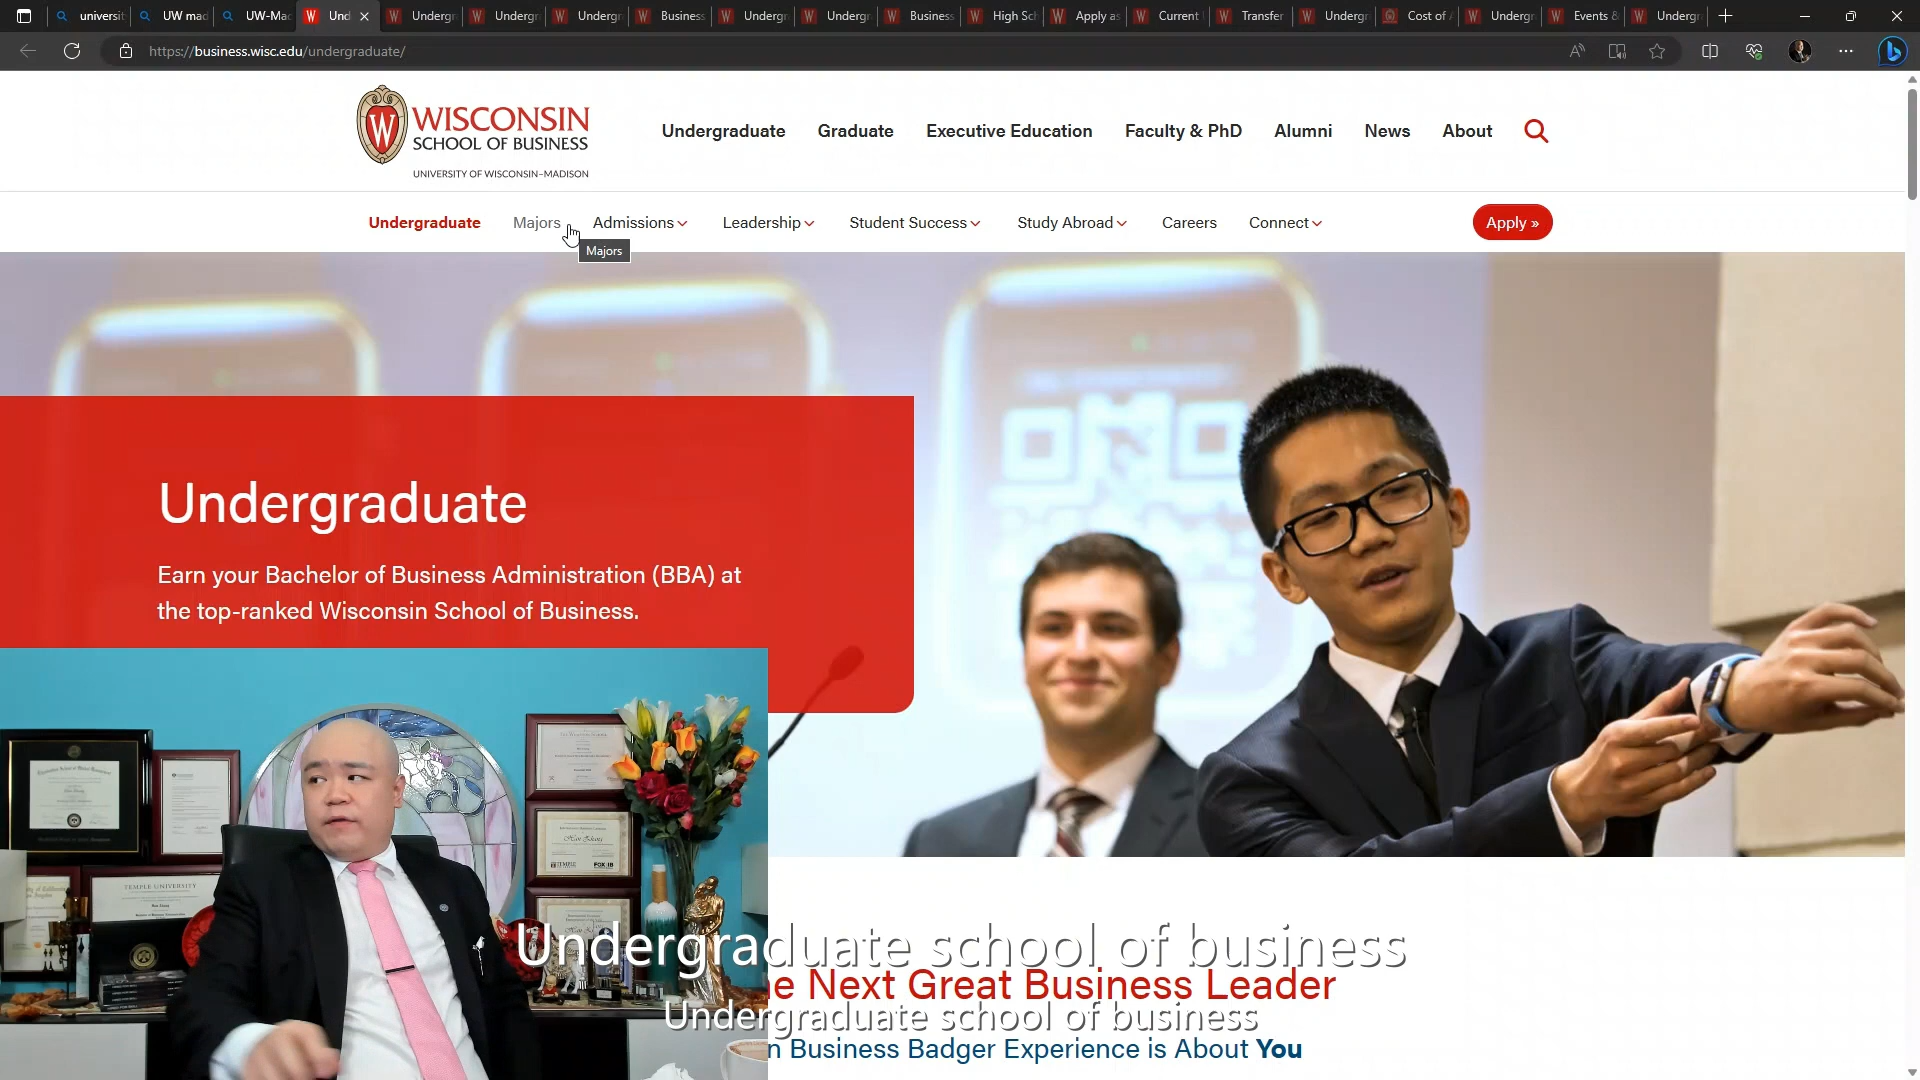 universit
UW mad
UW-Mad
Und
Undergr
Undergr
Undergr
Business
Undergr
Undergr
Business
High Sch
Apply as
Current
Transfer
Undergr
Cost of A
Undergr
Events &
Undergr
https://business.wisc.edu/undergraduate/
WISCONSIN
SCHOOL OF BUSINESS
UNIVERSITY OF WISCONSIN–MADISON
Undergraduate Graduate Executive Education Faculty & PhD Alumni News About
Undergraduate Majors Admissions Leadership Student Success Study Abroad Careers Connect Apply »
Majors
Undergraduate
Earn your Bachelor of Business Administration (BBA) at
the top-ranked Wisconsin School of Business.
TEMPLE UNIVERSITY
Undergraduate school of business
e Next Great Business Leader
Undergraduate school of business
n Business Badger Experience is About You